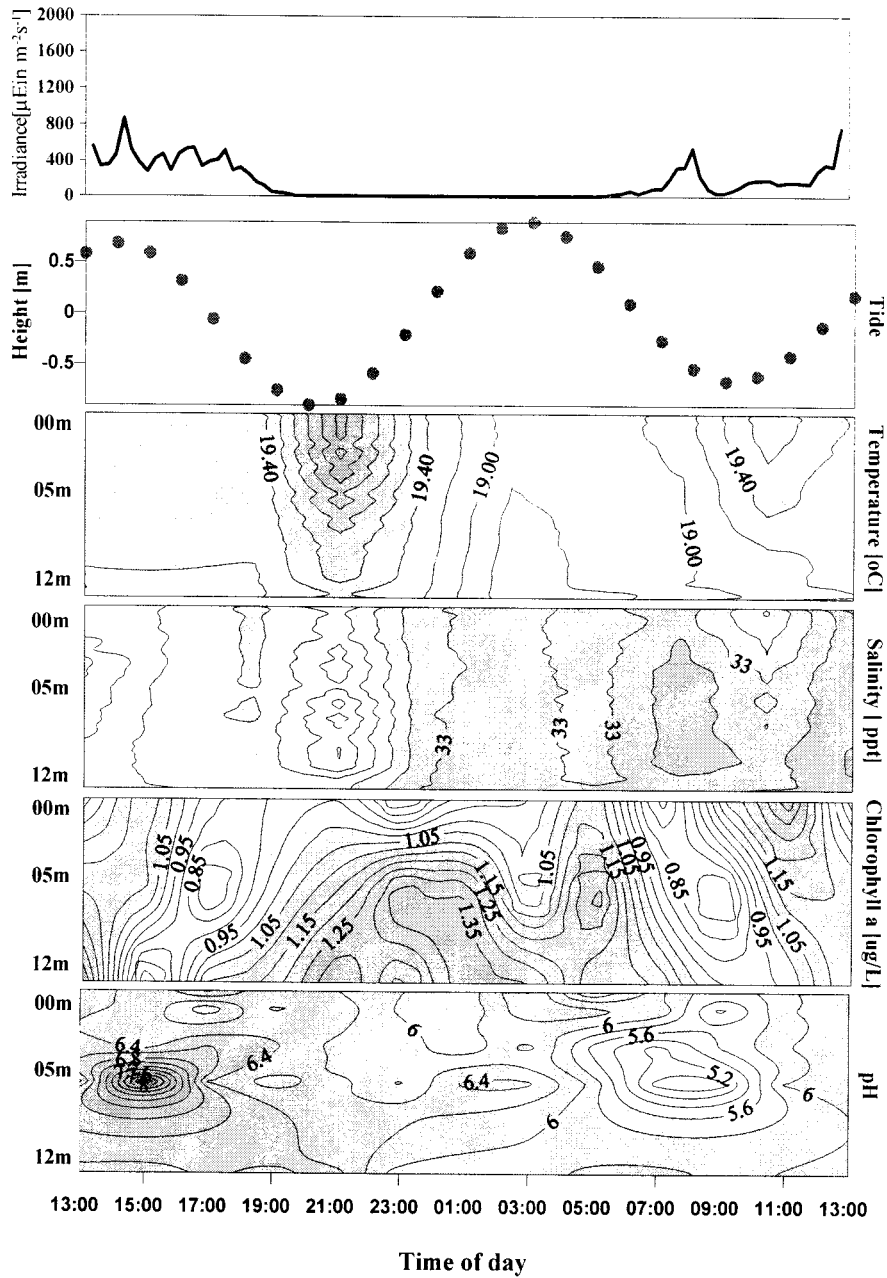 2000
1600
1200
800
400
0
Irradiance[µEin m-2s-1]
0.5
0
-0.5
Height [m]
Tide
00m
05m
12m
19.40
19.40
19.00
19.00
19.40
Temperature [oC]
00m
05m
12m
33
33
33
33
Salinity [ ppt]
00m
05m
12m
1.05
0.95
0.85
0.95
1.05
1.15
1.25
1.05
1.15
1.25
1.35
1.05
1.15
1.05
0.95
0.85
0.95
1.15
1.05
Chlorophyll a [ug/L]
00m
05m
12m
6.4
6.8
6.4
6
6.4
6
6
5.6
5.2
5.6
6
pH
13:00 15:00 17:00 19:00 21:00 23:00 01:00 03:00 05:00 07:00 09:00 11:00 13:00
Time of day